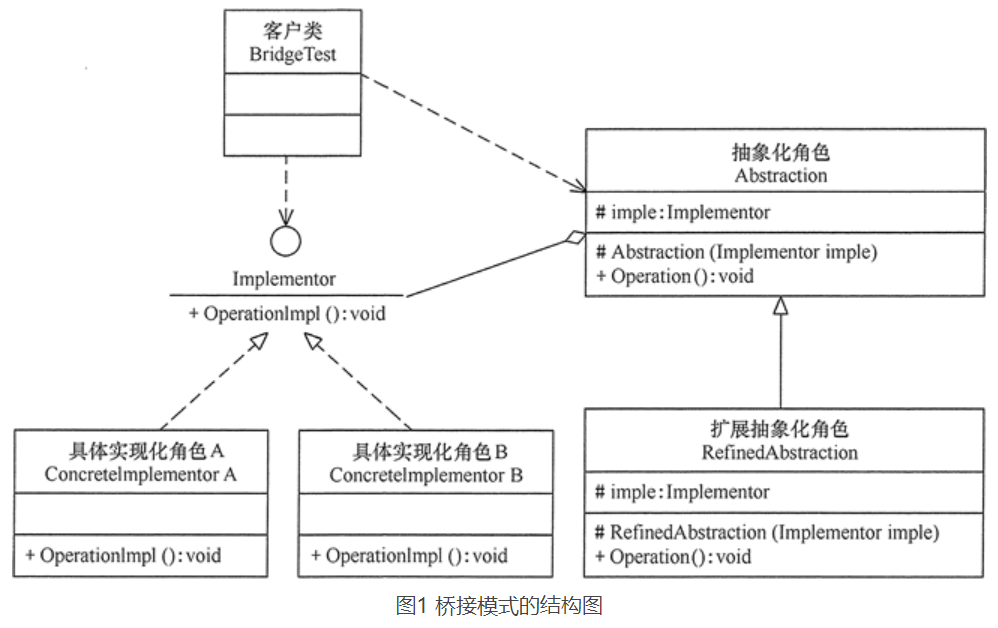 客户类
BridgeTest
抽象化角色
Abstraction
# imple:Implementor
# Abstraction (Implementor imple)
+ Operation():void
Implementor
+ OperationImpl ():void
具体实现化角色A
ConcreteImplementor A
+ OperationImpl ():void
具体实现化角色B
ConcreteImplementor B
+ OperationImpl ():void
扩展抽象化角色
RefinedAbstraction
# imple:Implementor
# RefinedAbstraction (Implementor imple)
+ Operation():void
图1 桥接模式的结构图